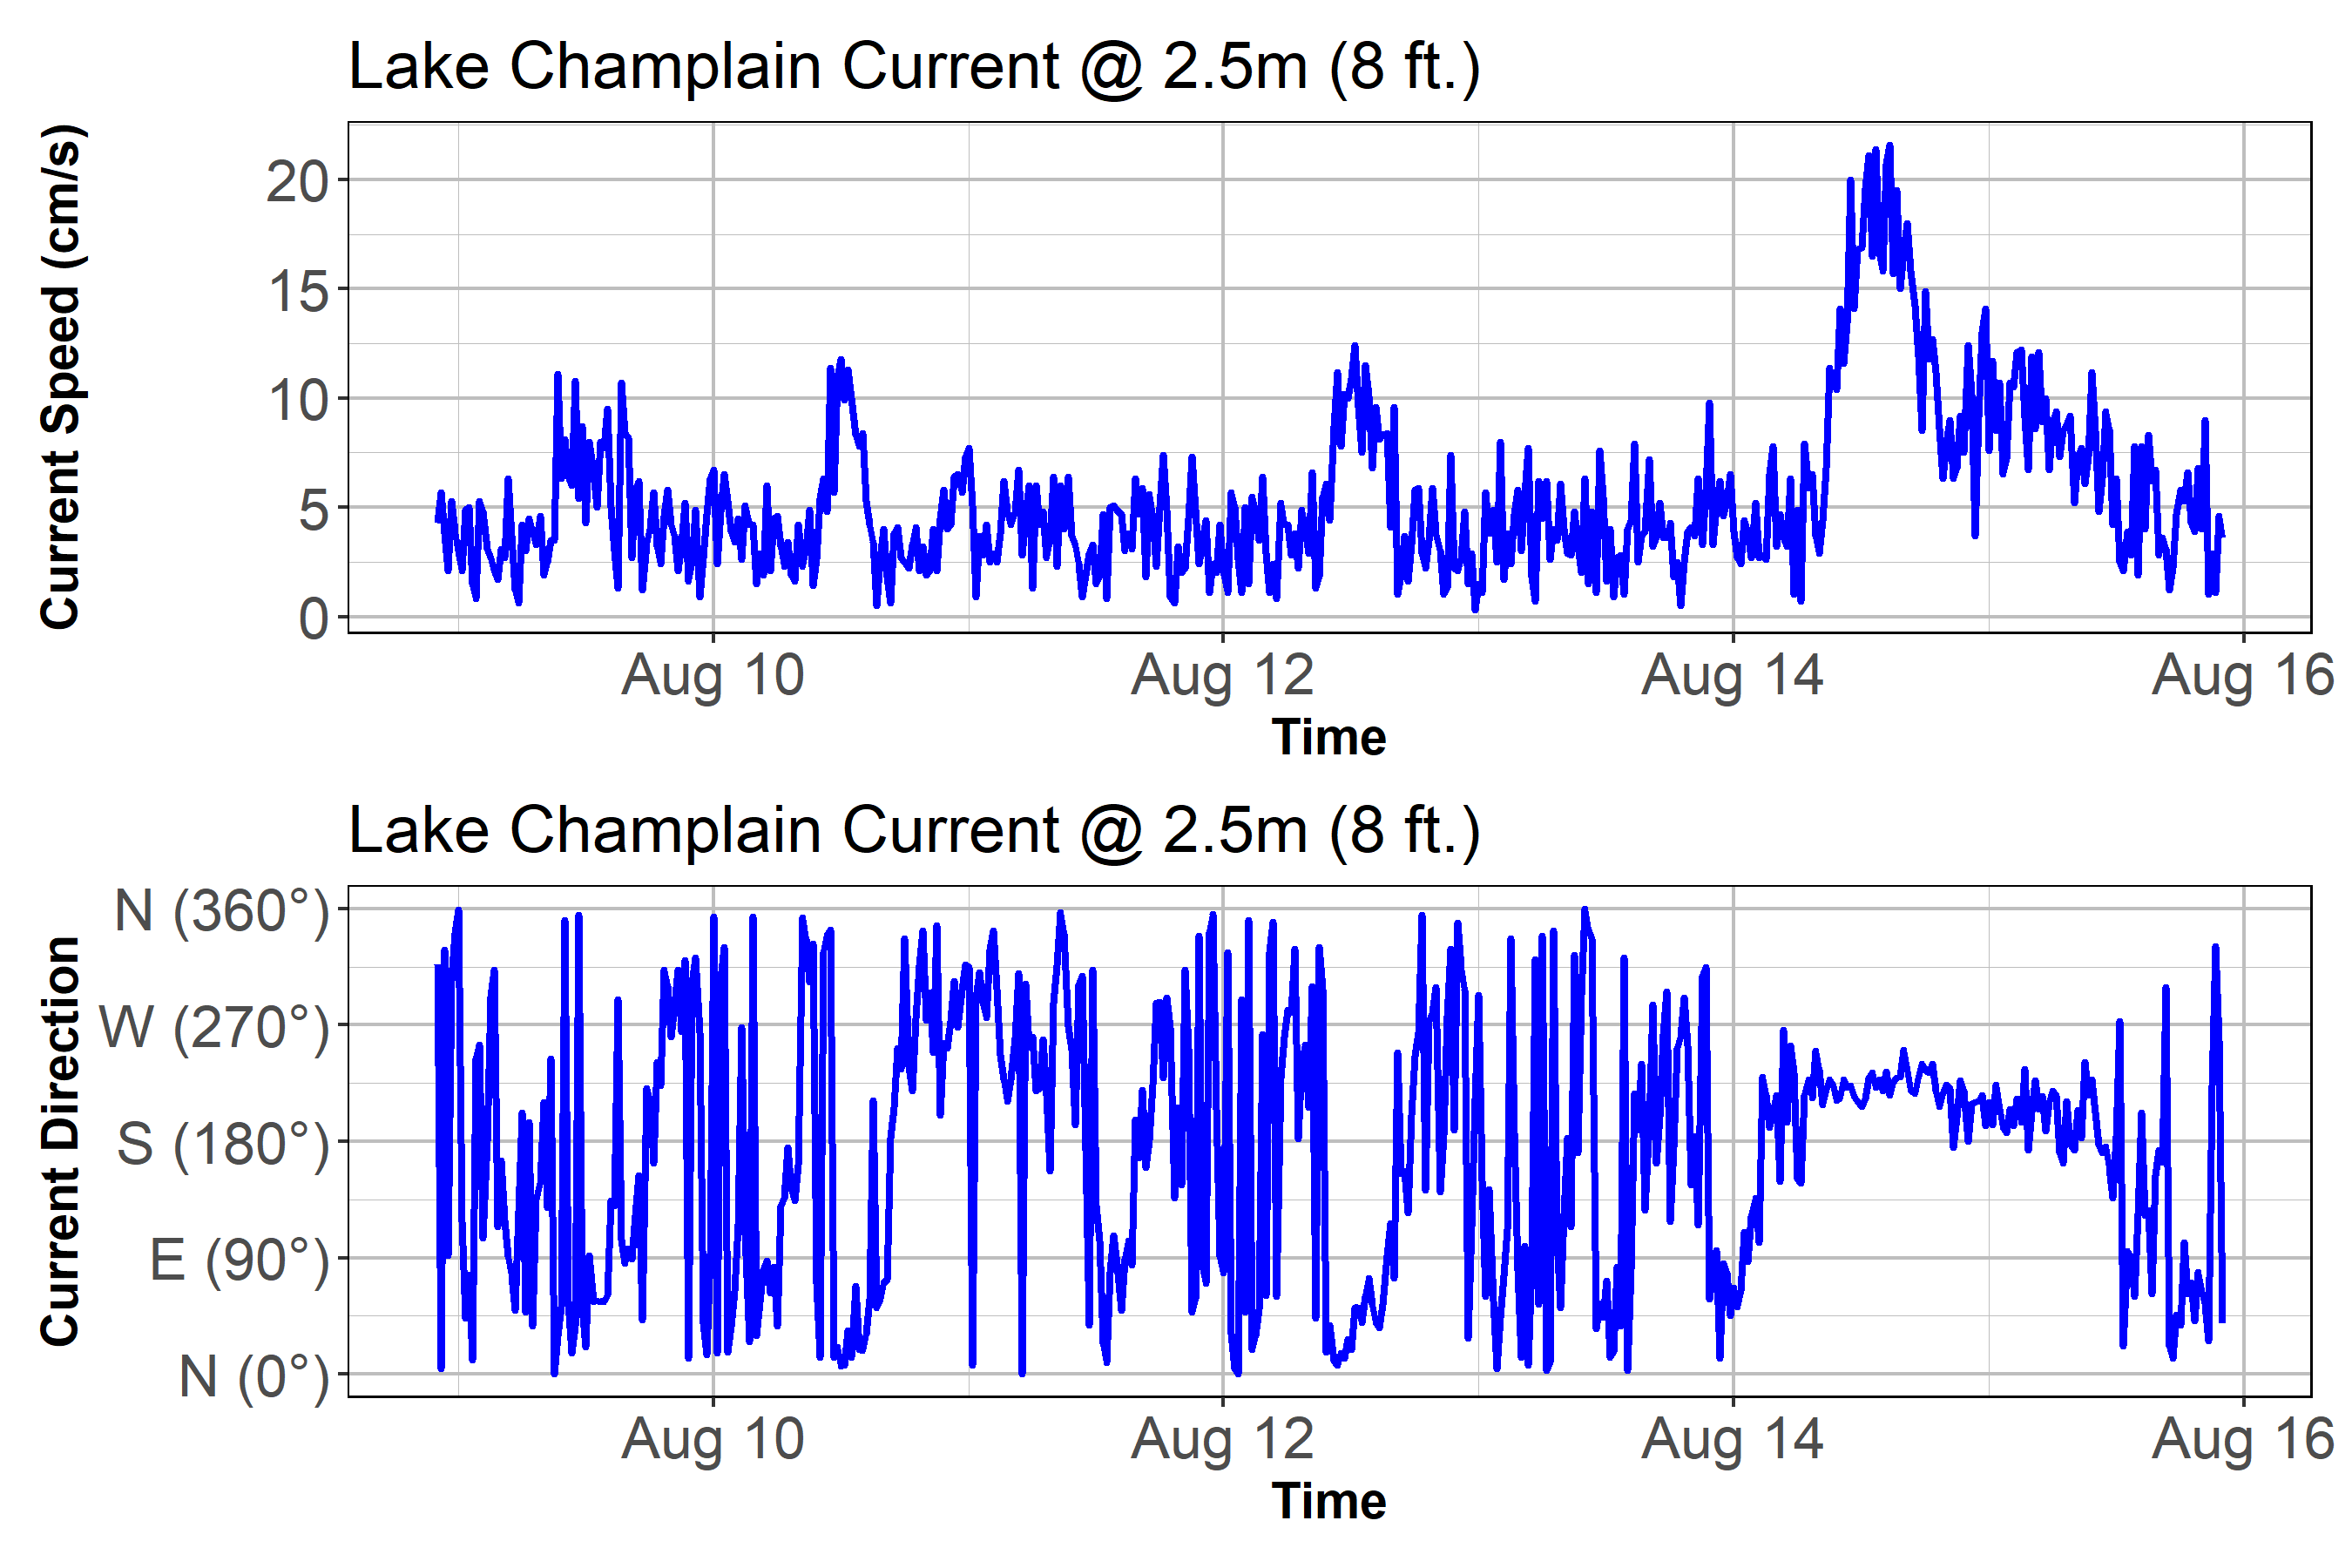 Lake Champlain Current @ 2.5m (8 ft.)
Current Speed (cm/s)
20
15
10
5
0
Aug 10 Aug 12 Aug 14 Aug 16
Time
Lake Champlain Current @ 2.5m (8 ft.)
Current Direction
N (360°)
W (270°)
S (180°)
E (90°)
N (0°)
Aug 10 Aug 12 Aug 14 Aug 16
Time